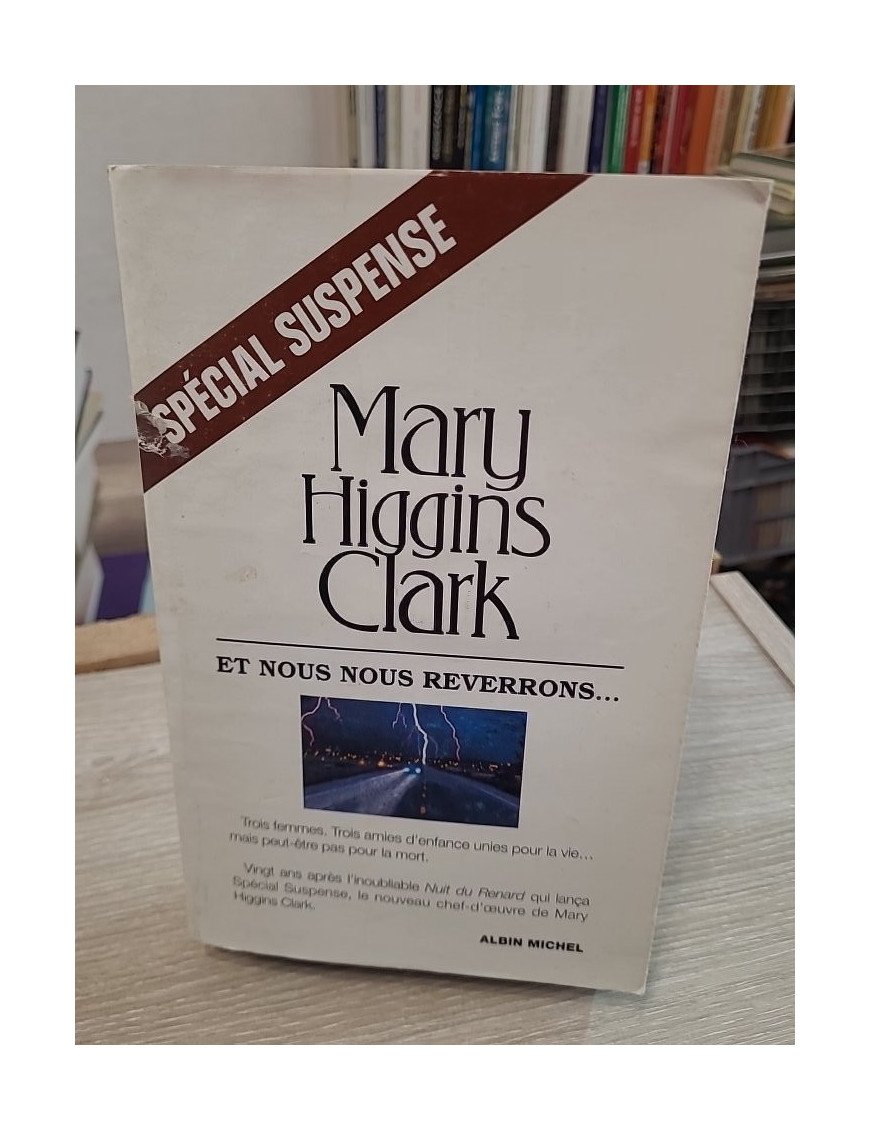 SPÉCIAL SUSPENSE
Mary
Higgins
Clark
ET NOUS NOUS REVERRONS...
Trois femmes. Trois amies d'enfance unies pour la vie...
mais peut-être pas pour la mort.
Vingt ans après l'inoubliable Nuit du Renard qui lança
Spécial Suspense, le nouveau chef-d'œuvre de Mary
Higgins Clark.
ALBIN MICHEL